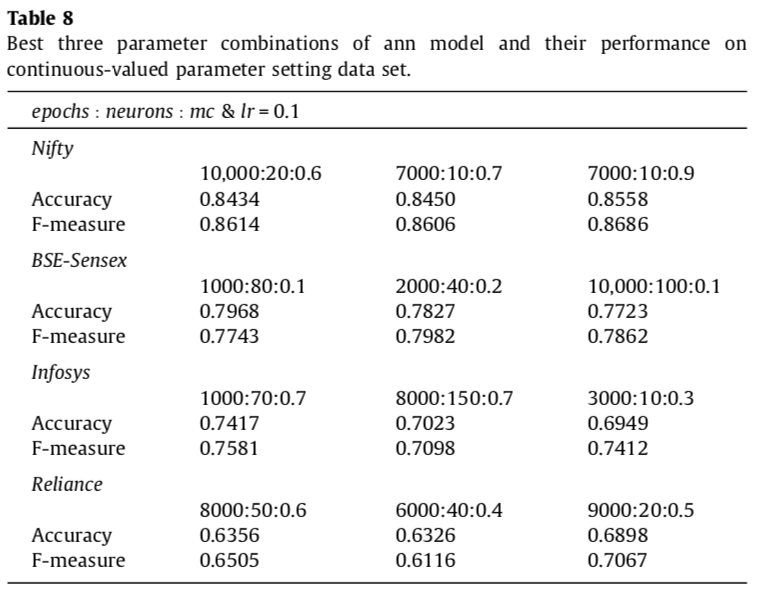 Table 8
Best three parameter combinations of ann model and their performance on
continuous-valued parameter setting data set.
epochs : neurons : mc & lr = 0.1
Nifty
10,000:20:0.6 7000:10:0.7 7000:10:0.9
Accuracy 0.8434 0.8450 0.8558
F-measure 0.8614 0.8606 0.8686
BSE-Sensex
1000:80:0.1 2000:40:0.2 10,000:100:0.1
Accuracy 0.7968 0.7827 0.7723
F-measure 0.7743 0.7982 0.7862
Infosys
1000:70:0.7 8000:150:0.7 3000:10:0.3
Accuracy 0.7417 0.7023 0.6949
F-measure 0.7581 0.7098 0.7412
Reliance
8000:50:0.6 6000:40:0.4 9000:20:0.5
Accuracy 0.6356 0.6326 0.6898
F-measure 0.6505 0.6116 0.7067